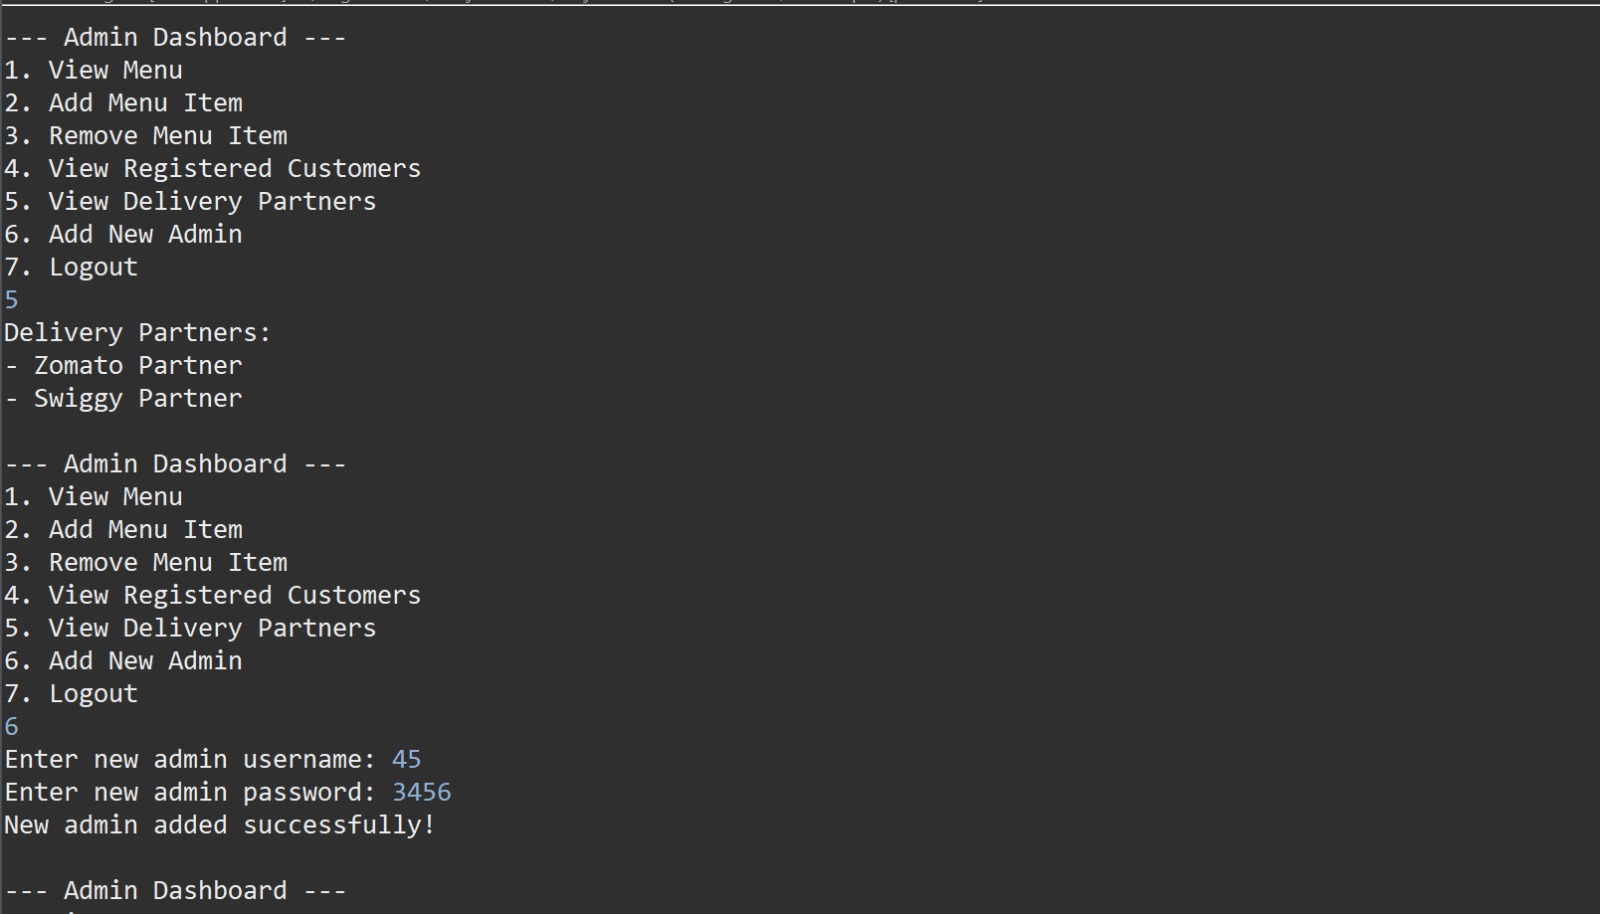 --- Admin Dashboard ---
1. View Menu
2. Add Menu Item
3. Remove Menu Item
4. View Registered Customers
5. View Delivery Partners
6. Add New Admin
7. Logout
5
Delivery Partners:
- Zomato Partner
- Swiggy Partner
--- Admin Dashboard ---
1. View Menu
2. Add Menu Item
3. Remove Menu Item
4. View Registered Customers
5. View Delivery Partners
6. Add New Admin
7. Logout
6
Enter new admin username: 45
Enter new admin password: 3456
New admin added successfully!
--- Admin Dashboard ---